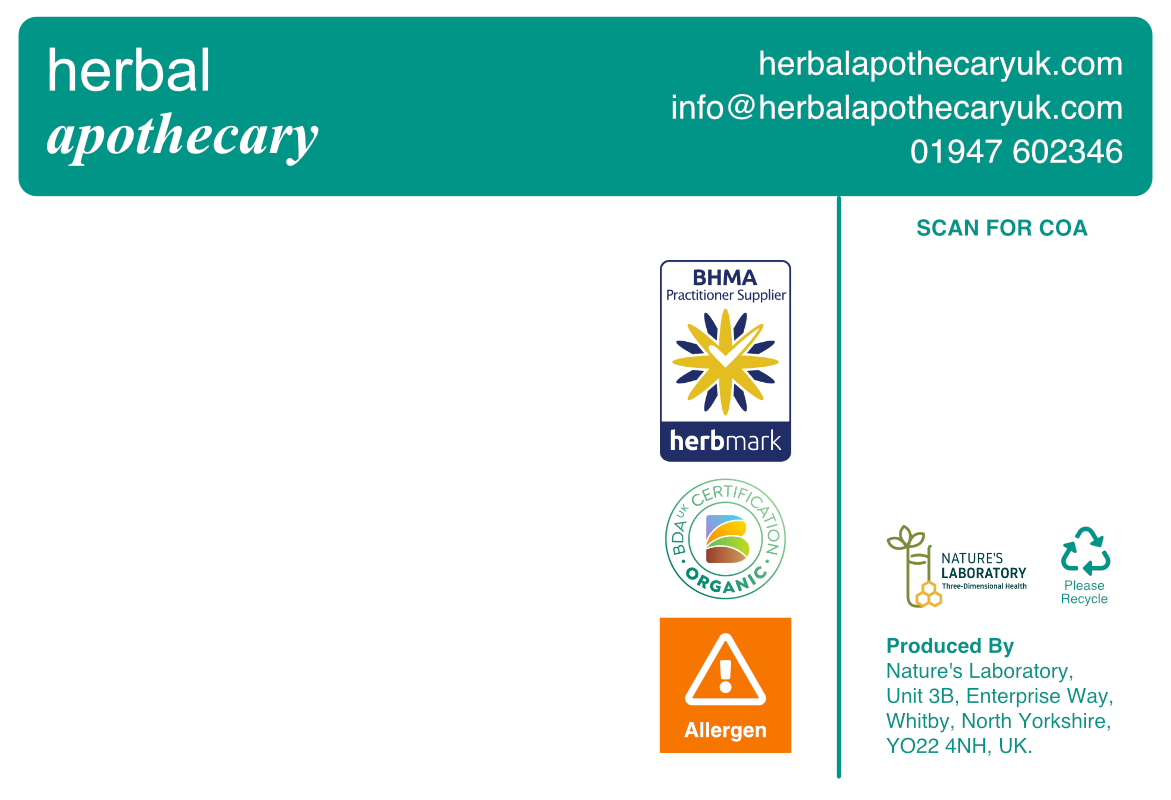 herbal
apothecary
herbalapothecaryuk.com
info@herbalapothecaryuk.com
01947 602346
BHMA
Practitioner Supplier
herbmark
BDA UK CERTIFICATION
ORGANIC
Allergen
SCAN FOR COA
NATURE'S
LABORATORY
Three-Dimensional Health
Please
Recycle
Produced By
Nature's Laboratory,
Unit 3B, Enterprise Way,
Whitby, North Yorkshire,
YO22 4NH, UK.